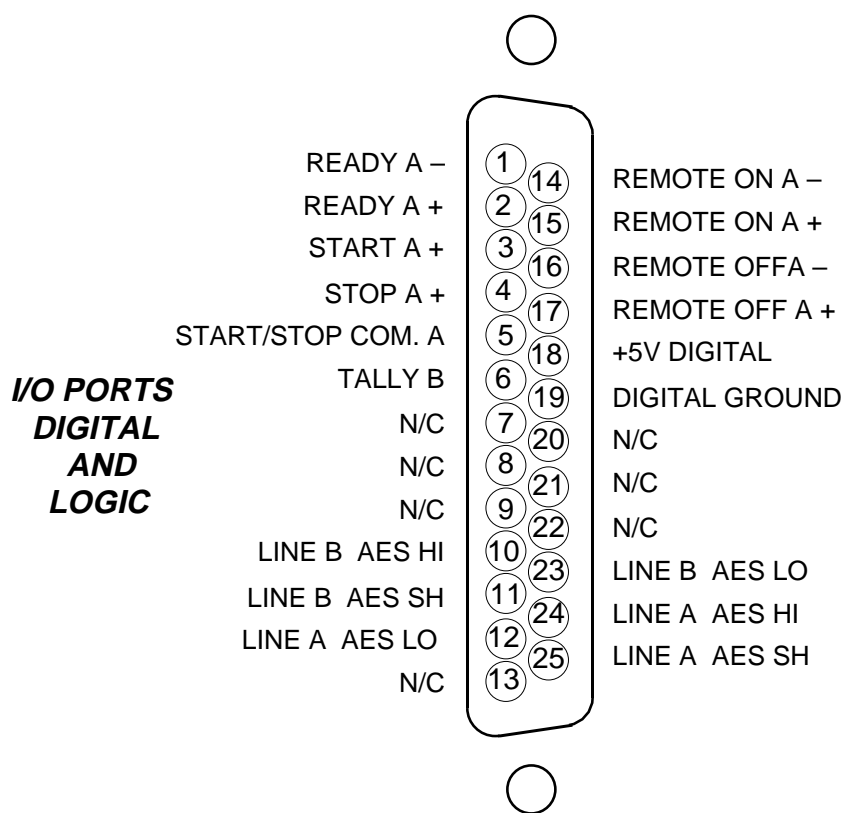 I/O PORTS
DIGITAL
AND
LOGIC
READY A –
READY A +
START A +
STOP A +
START/STOP COM. A
TALLY B
N/C
N/C
N/C
LINE B AES HI
LINE B AES SH
LINE A AES LO
N/C
1
2
3
4
5
6
7
8
9
10
11
12
13
14
15
16
17
18
19
20
21
22
23
24
25
REMOTE ON A –
REMOTE ON A +
REMOTE OFFA –
REMOTE OFF A +
+5V DIGITAL
DIGITAL GROUND
N/C
N/C
N/C
LINE B AES LO
LINE A AES HI
LINE A AES SH